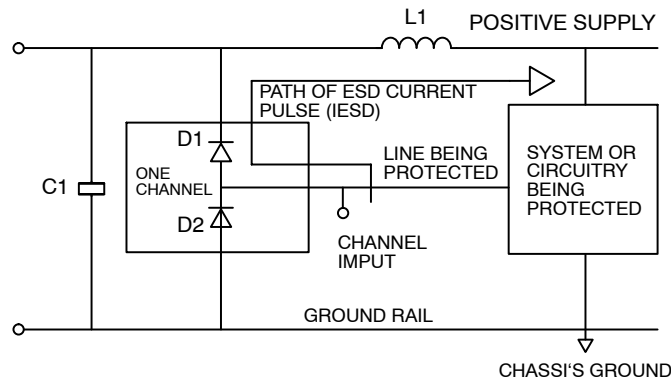 L1
POSITIVE SUPPLY
PATH OF ESD CURRENT
PULSE (IESD)
D1
ONE
CHANNEL
D2
C1
LINE BEING
PROTECTED
SYSTEM OR
CIRCUITRY
BEING
PROTECTED
CHANNEL
IMPUT
GROUND RAIL
CHASSI‘S GROUND